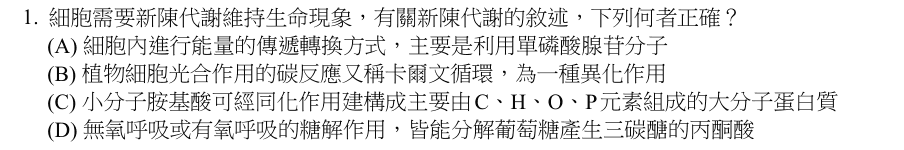 1. 細胞需要新陳代謝維持生命現象，有關新陳代謝的敘述，下列何者正確？
(A) 細胞內進行能量的傳遞轉換方式，主要是利用單磷酸腺苷分子
(B) 植物細胞光合作用的碳反應又稱卡爾文循環，為一種異化作用
(C) 小分子胺基酸可經同化作用建構成主要由C、H、O、P元素組成的大分子蛋白質
(D) 無氧呼吸或有氧呼吸的糖解作用，皆能分解葡萄糖產生三碳醣的丙酮酸